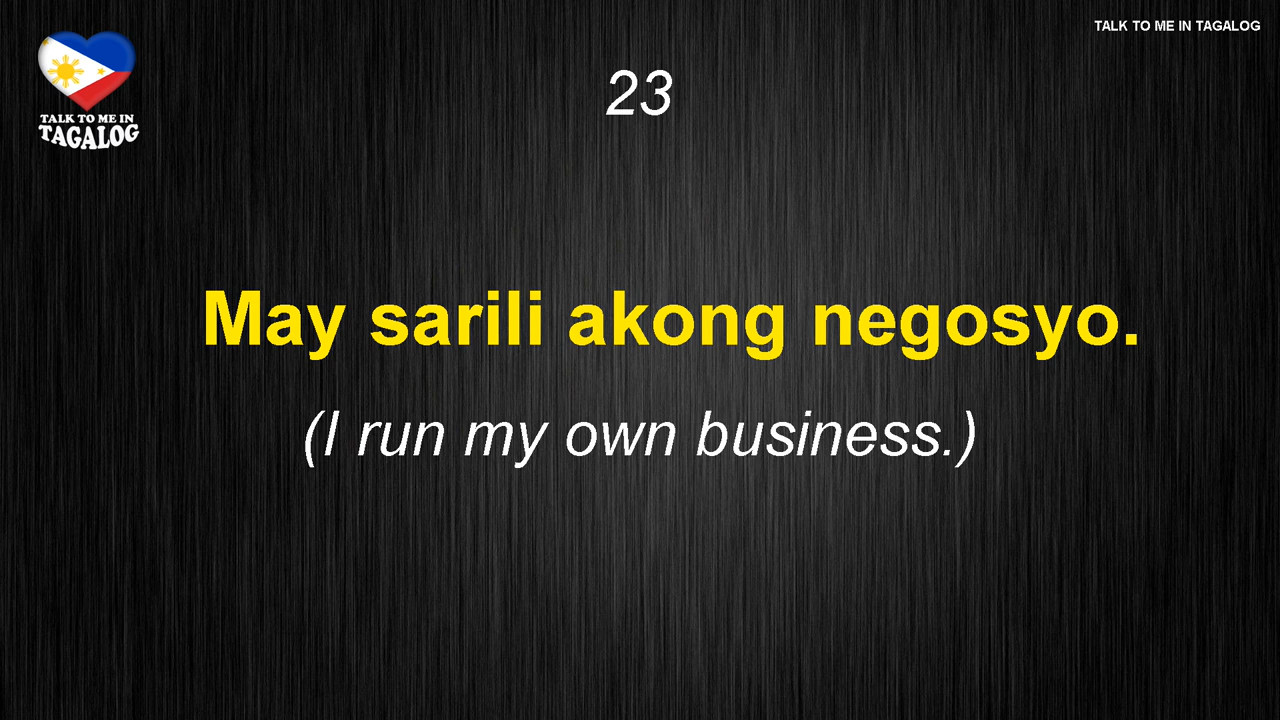 TALK TO ME IN TAGALOG
TALK TO ME IN
TAGALOG
23
May sarili akong negosyo.
(I run my own business.)